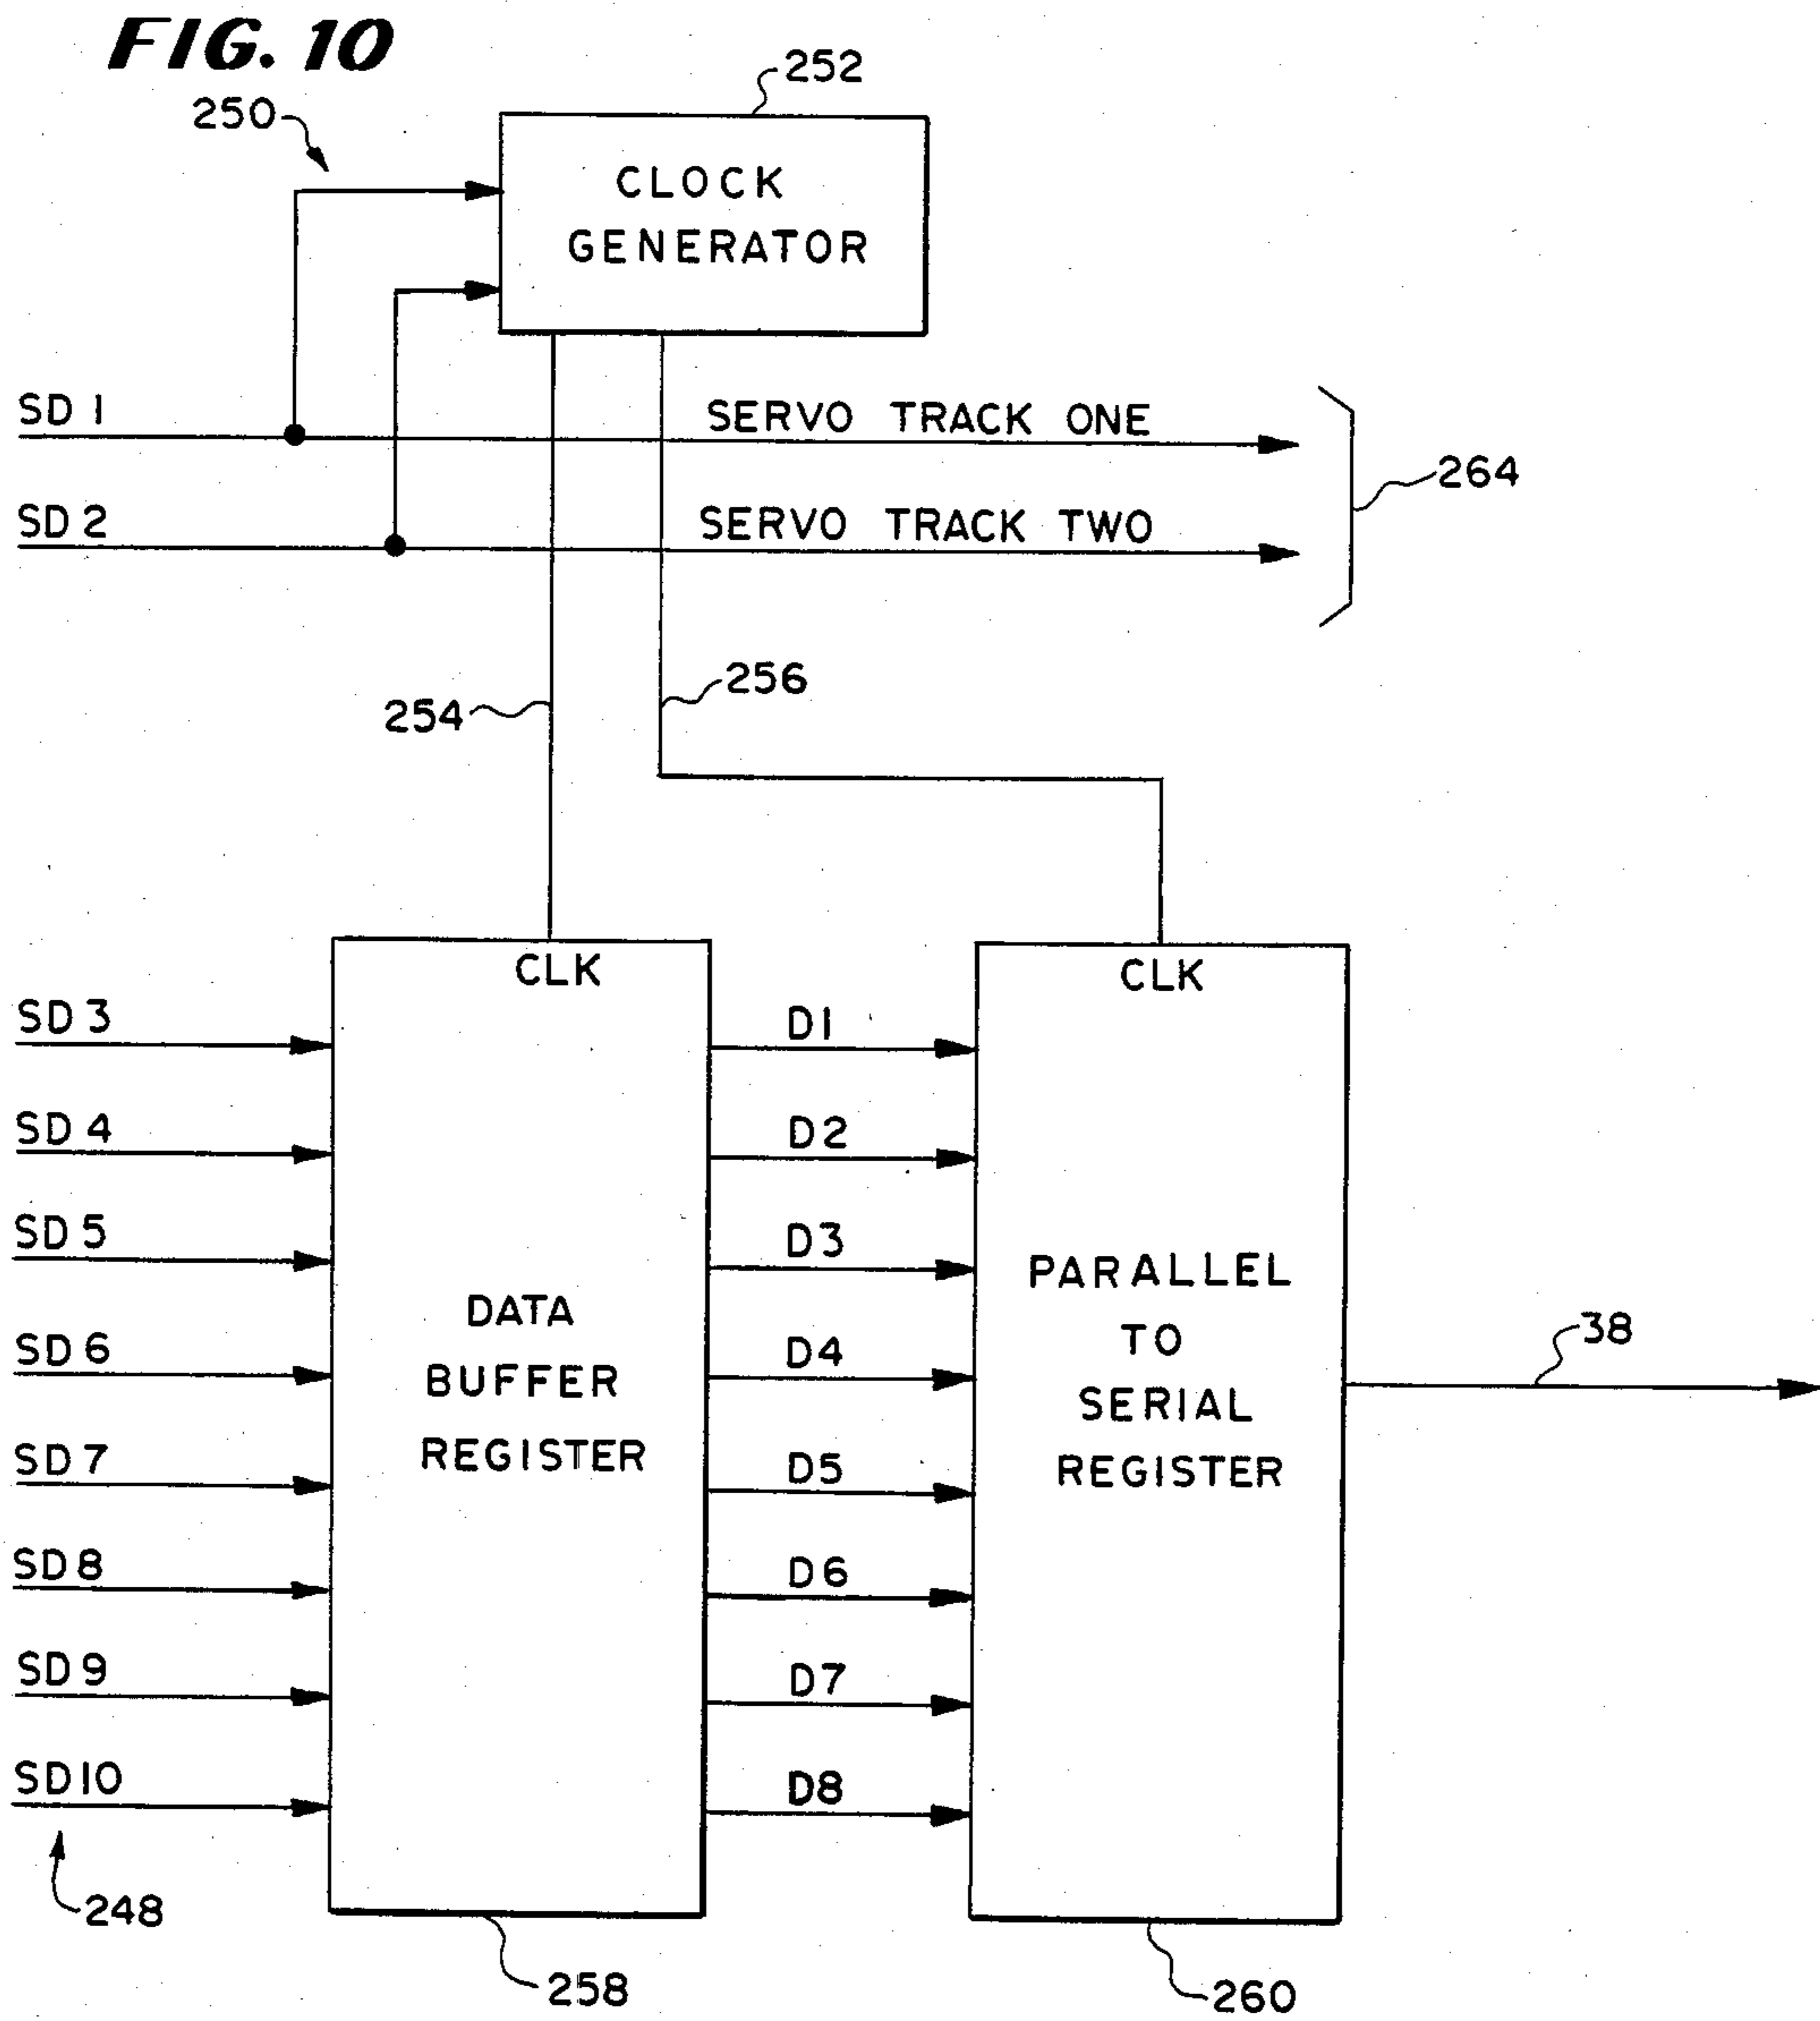 FIG. 10
252
250
CLOCK
GENERATOR
SD 1
SERVO TRACK ONE
264
SD 2
SERVO TRACK TWO
256
254
CLK
CLK
SD 3
D1
SD 4
D2
SD 5
D3
PARALLEL
TO
SERIAL
REGISTER
DATA
BUFFER
REGISTER
38
SD 6
D4
SD 7
D5
SD 8
D6
SD 9
D7
SD 10
D8
248
258
260